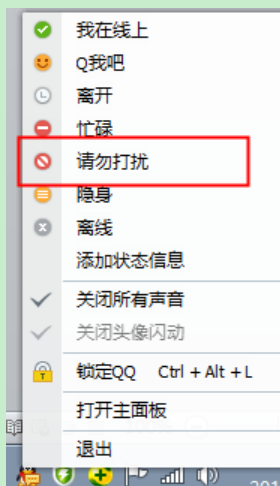 我在线上
Q我吧
离开
忙碌
请勿打扰
隐身
离线
添加状态信息
关闭所有声音
关闭头像闪动
锁定QQ Ctrl + Alt + L
打开主面板
退出
201